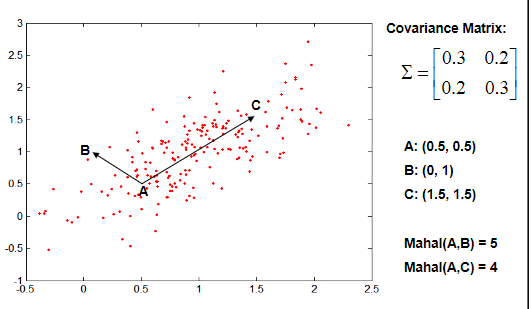 Covariance Matrix:
Σ = [0.3 0.2
0.2 0.3]
A: (0.5, 0.5)
B: (0, 1)
C: (1.5, 1.5)
Mahal(A,B) = 5
Mahal(A,C) = 4
3
2.5
2
1.5
1
0.5
0
-0.5
-1
-0.5 0 0.5 1 1.5 2 2.5
B
A
C